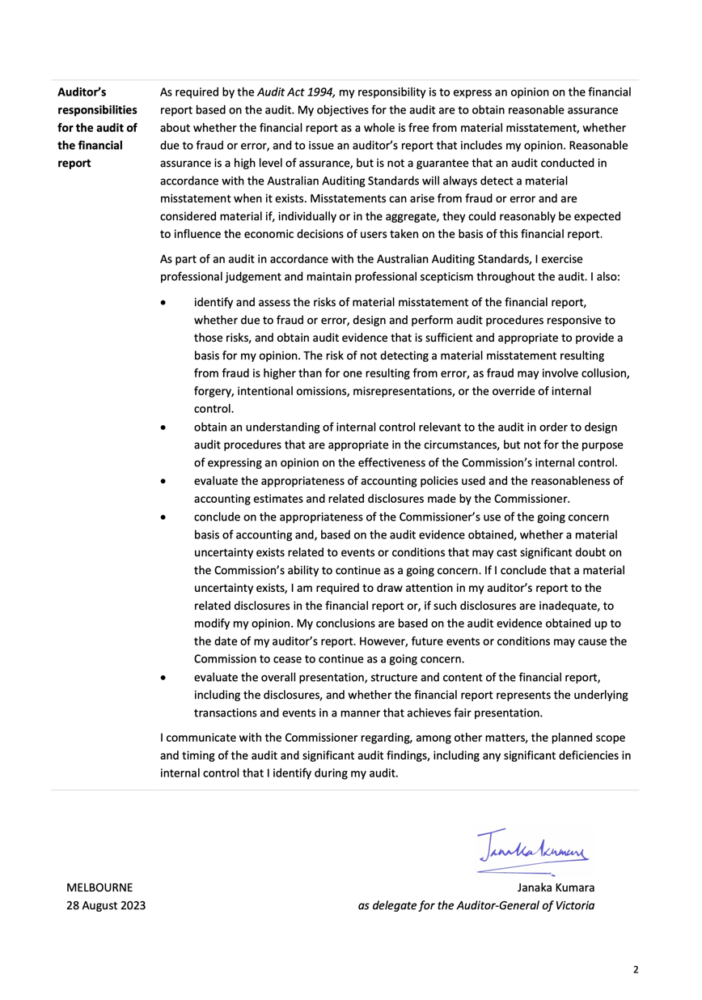 Auditor’s
responsibilities
for the audit of
the financial
report
As required by the Audit Act 1994, my responsibility is to express an opinion on the financial
report based on the audit. My objectives for the audit are to obtain reasonable assurance
about whether the financial report as a whole is free from material misstatement, whether
due to fraud or error, and to issue an auditor’s report that includes my opinion. Reasonable
assurance is a high level of assurance, but is not a guarantee that an audit conducted in
accordance with the Australian Auditing Standards will always detect a material
misstatement when it exists. Misstatements can arise from fraud or error and are
considered material if, individually or in the aggregate, they could reasonably be expected
to influence the economic decisions of users taken on the basis of this financial report.
As part of an audit in accordance with the Australian Auditing Standards, I exercise
professional judgement and maintain professional scepticism throughout the audit. I also:
• identify and assess the risks of material misstatement of the financial report,
whether due to fraud or error, design and perform audit procedures responsive to
those risks, and obtain audit evidence that is sufficient and appropriate to provide a
basis for my opinion. The risk of not detecting a material misstatement resulting
from fraud is higher than for one resulting from error, as fraud may involve collusion,
forgery, intentional omissions, misrepresentations, or the override of internal
control.
• obtain an understanding of internal control relevant to the audit in order to design
audit procedures that are appropriate in the circumstances, but not for the purpose
of expressing an opinion on the effectiveness of the Commission’s internal control.
• evaluate the appropriateness of accounting policies used and the reasonableness of
accounting estimates and related disclosures made by the Commissioner.
• conclude on the appropriateness of the Commissioner’s use of the going concern
basis of accounting and, based on the audit evidence obtained, whether a material
uncertainty exists related to events or conditions that may cast significant doubt on
the Commission’s ability to continue as a going concern. If I conclude that a material
uncertainty exists, I am required to draw attention in my auditor’s report to the
related disclosures in the financial report or, if such disclosures are inadequate, to
modify my opinion. My conclusions are based on the audit evidence obtained up to
the date of my auditor’s report. However, future events or conditions may cause the
Commission to cease to continue as a going concern.
• evaluate the overall presentation, structure and content of the financial report,
including the disclosures, and whether the financial report represents the underlying
transactions and events in a manner that achieves fair presentation.
I communicate with the Commissioner regarding, among other matters, the planned scope
and timing of the audit and significant audit findings, including any significant deficiencies in
internal control that I identify during my audit.
Janaka Kumara
MELBOURNE
28 August 2023
Janaka Kumara
as delegate for the Auditor-General of Victoria
2